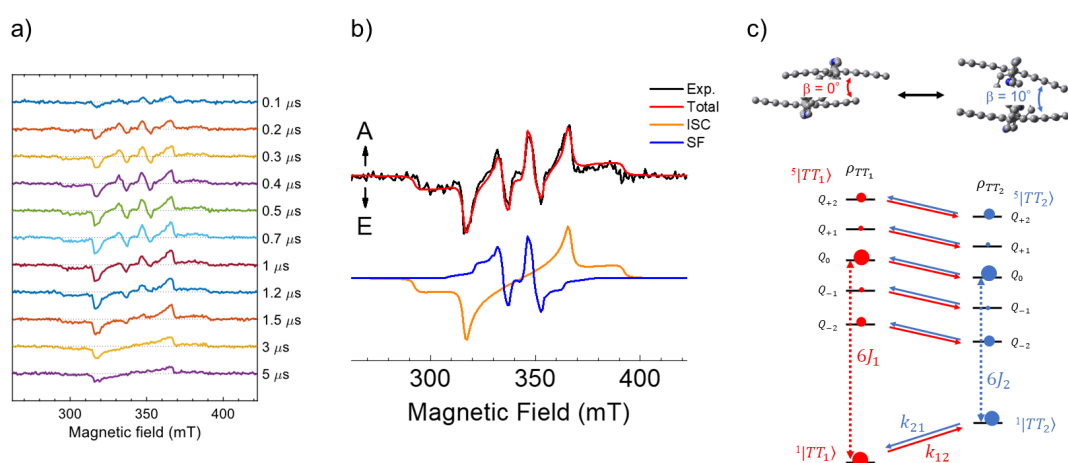 a)
0.1 μs
0.2 μs
0.3 μs
0.4 μs
0.5 μs
0.7 μs
1 μs
1.2 μs
1.5 μs
3 μs
5 μs
300 350 400
Magnetic field (mT)
b)
Exp.
Total
ISC
SF
A
E
300 350 400
Magnetic Field (mT)
c)
β = 0°
β = 10°
⁵|TT₁⟩ ρ_TT₁ ρ_TT₂ ⁵|TT₂⟩
Q₊₂ Q₊₂
Q₊₁ Q₊₁
Q₀ Q₀
Q₋₁ Q₋₁
Q₋₂ Q₋₂
6J₁
6J₂
k₂₁
k₁₂
¹|TT₂⟩
¹|TT₁⟩